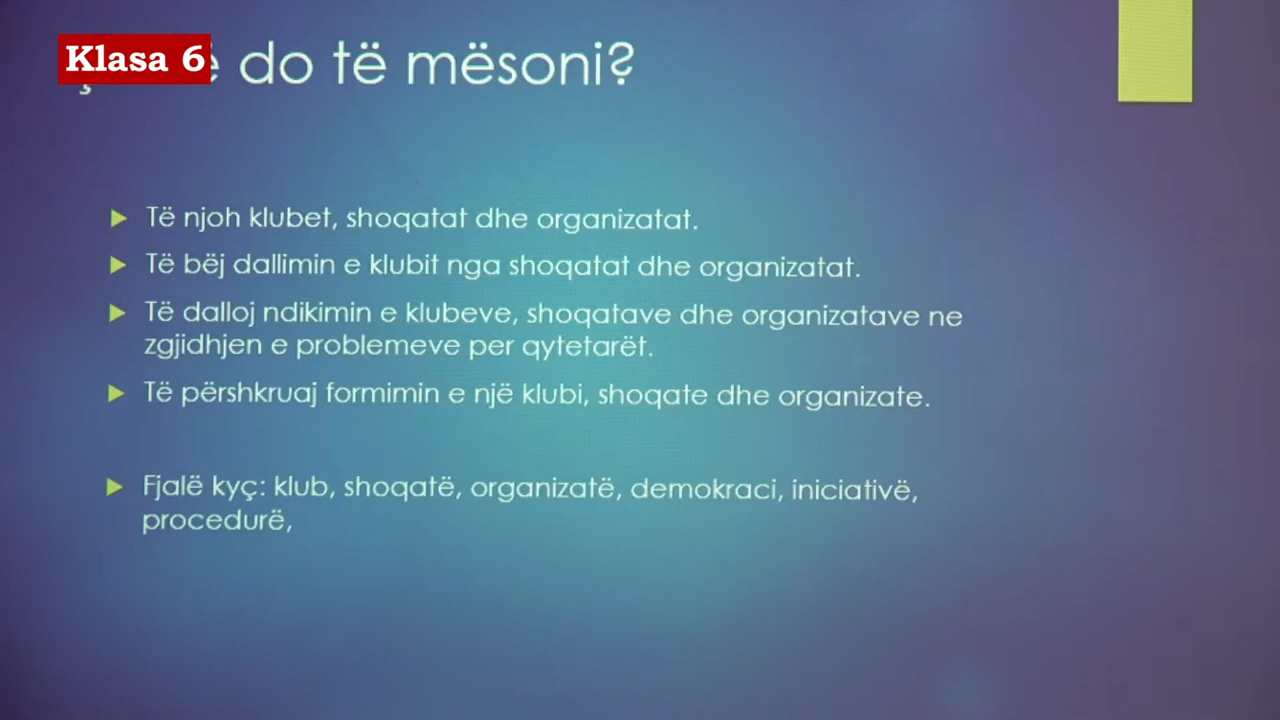 Klasa 6
do të mësoni?
Të njoh klubet, shoqatat dhe organizatat.
Të bëj dallimin e klubit nga shoqatat dhe organizatat.
Të dalloj ndikimin e klubeve, shoqatave dhe organizatave ne
zgjidhjen e problemeve per qytetarët.
Të përshkruaj formimin e një klubi, shoqate dhe organizate.
Fjalë kyç: klub, shoqatë, organizatë, demokraci, iniciativë,
procedurë,